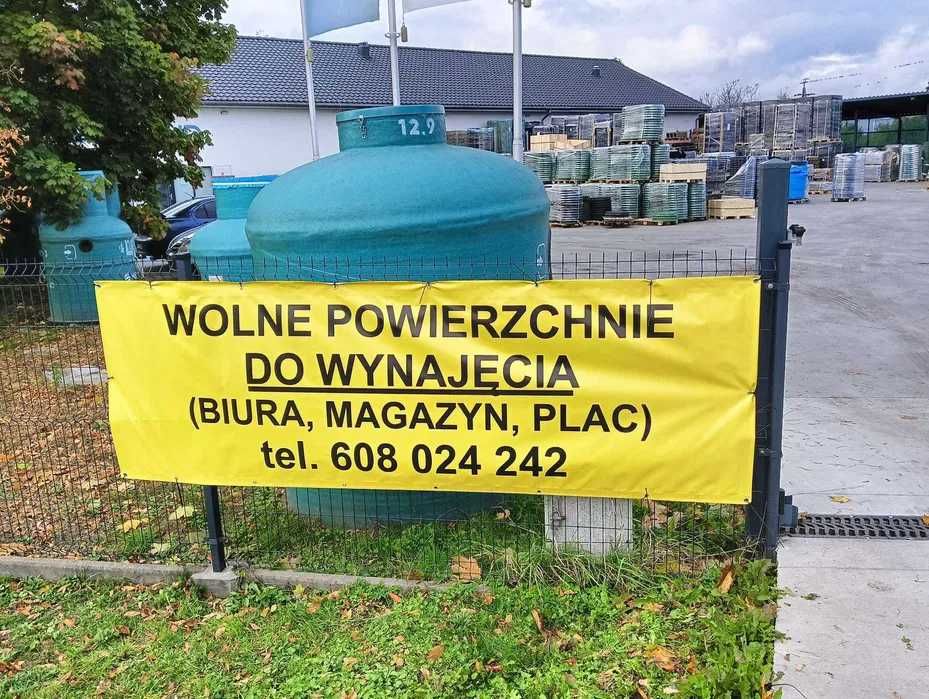 12.9
WOLNE POWIERZCHNIE
DO WYNAJĘCIA
(BIURA, MAGAZYN, PLAC)
tel. 608 024 242